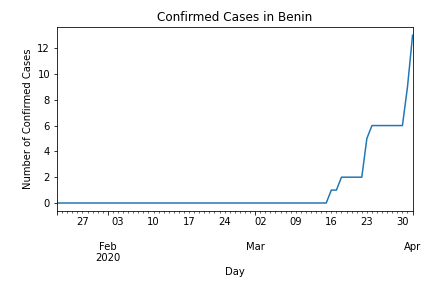 Confirmed Cases in Benin
Number of Confirmed Cases
12
10
8
6
4
2
0
27 03 10 17 24 02 09 16 23 30
Feb Mar Apr
2020
Day